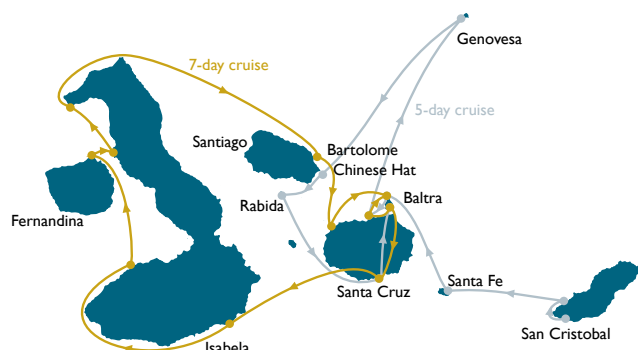 Genovesa
7-day cruise
5-day cruise
Santiago
Bartolome
Chinese Hat
Rabida
Baltra
Fernandina
Santa Cruz
Santa Fe
San Cristobal
Isabela